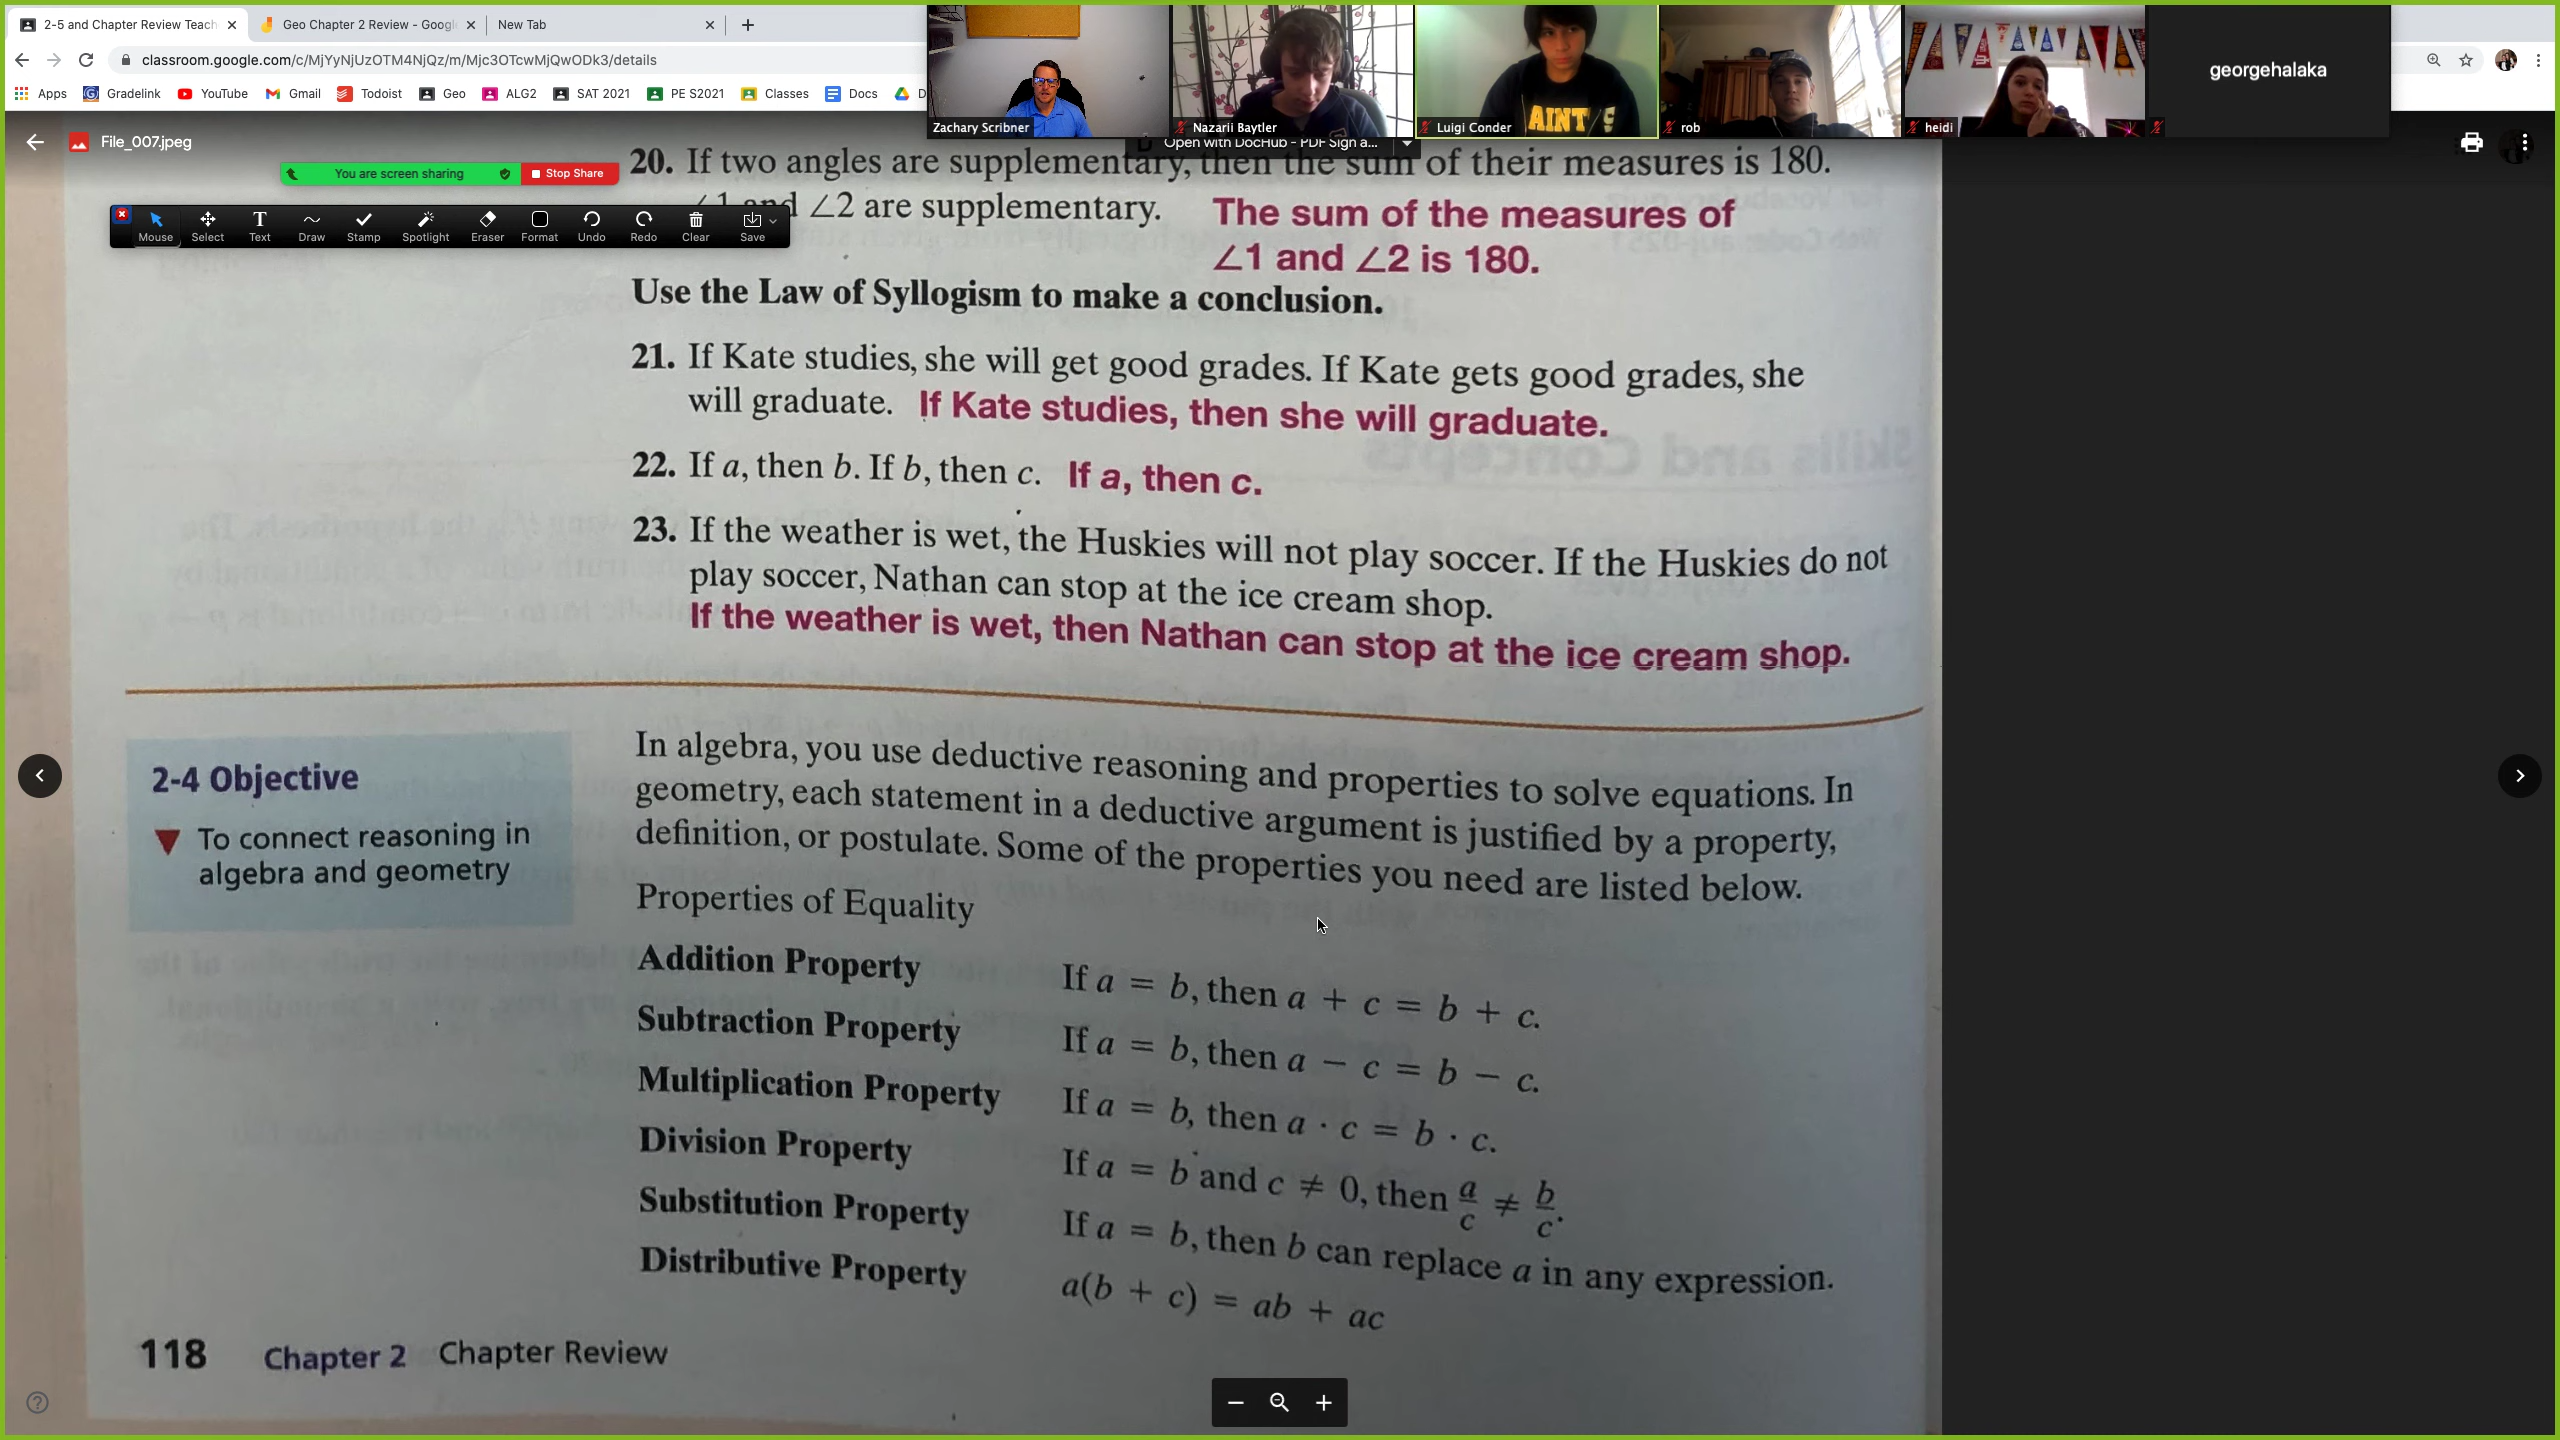 2-5 and Chapter Review Teach
Geo Chapter 2 Review - Googl
New Tab
classroom.google.com/c/MjYyNjUzOTM4NjQz/m/Mjc3OTcwMjQwODk3/details
Apps
Gradelink
YouTube
Gmail
Todoist
Geo
ALG2
SAT 2021
PE S2021
Classes
Docs
D
Zachary Scribner
Nazarii Baytler
Luigi Conder
rob
heidi
georgehalaka
File_007.jpeg
Open with DocHub - PDF Sign a...
You are screen sharing
Stop Share
Mouse
Select
Text
Draw
Stamp
Spotlight
Eraser
Format
Undo
Redo
Clear
Save
20. If two angles are supplementary, then the sum of their measures is 180.
∠1 and ∠2 are supplementary. The sum of the measures of
∠1 and ∠2 is 180.
Use the Law of Syllogism to make a conclusion.
21. If Kate studies, she will get good grades. If Kate gets good grades, she
will graduate. If Kate studies, then she will graduate.
22. If a, then b. If b, then c. If a, then c.
23. If the weather is wet, the Huskies will not play soccer. If the Huskies do not
play soccer, Nathan can stop at the ice cream shop.
If the weather is wet, then Nathan can stop at the ice cream shop.
2-4 Objective
▼ To connect reasoning in
algebra and geometry
In algebra, you use deductive reasoning and properties to solve equations. In
geometry, each statement in a deductive argument is justified by a property,
definition, or postulate. Some of the properties you need are listed below.
Properties of Equality
Addition Property If a = b, then a + c = b + c.
Subtraction Property If a = b, then a − c = b − c.
Multiplication Property If a = b, then a · c = b · c.
Division Property If a = b and c ≠ 0, then a/c ≠ b/c.
Substitution Property If a = b, then b can replace a in any expression.
Distributive Property a(b + c) = ab + ac
118 Chapter 2 Chapter Review